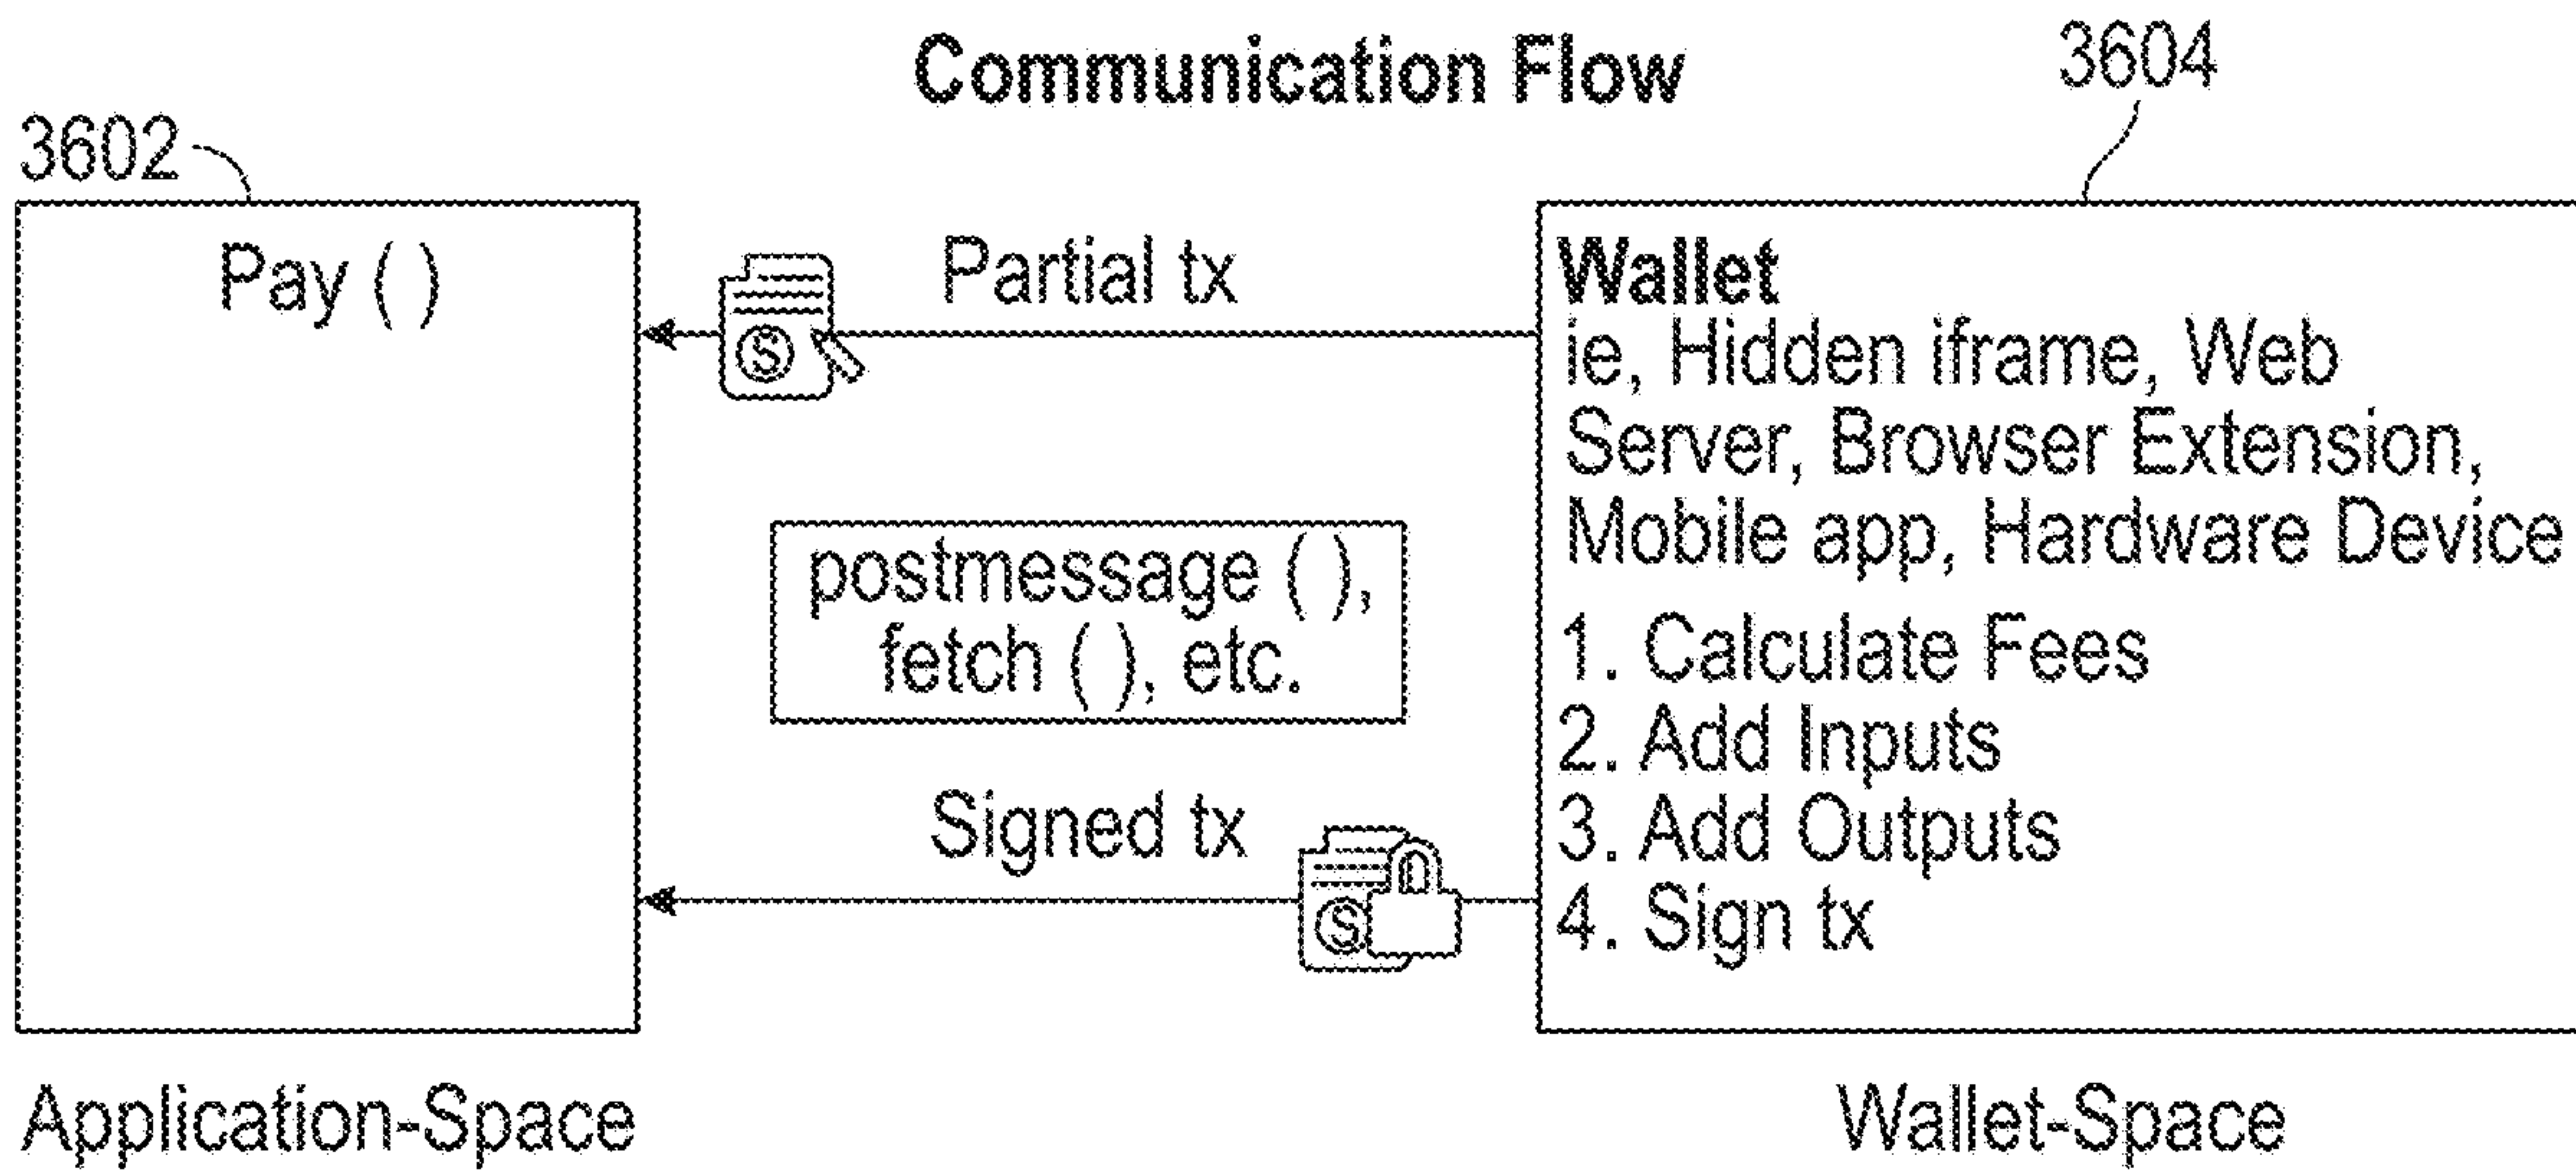 Communication Flow
3604
3602
Pay ( )
Partial tx
S
Wallet
ie, Hidden iframe, Web
Server, Browser Extension,
Mobile app, Hardware Device
postmessage ( ),
fetch ( ), etc.
1. Calculate Fees
2. Add Inputs
3. Add Outputs
4. Sign tx
Signed tx
S
Application-Space
Wallet-Space